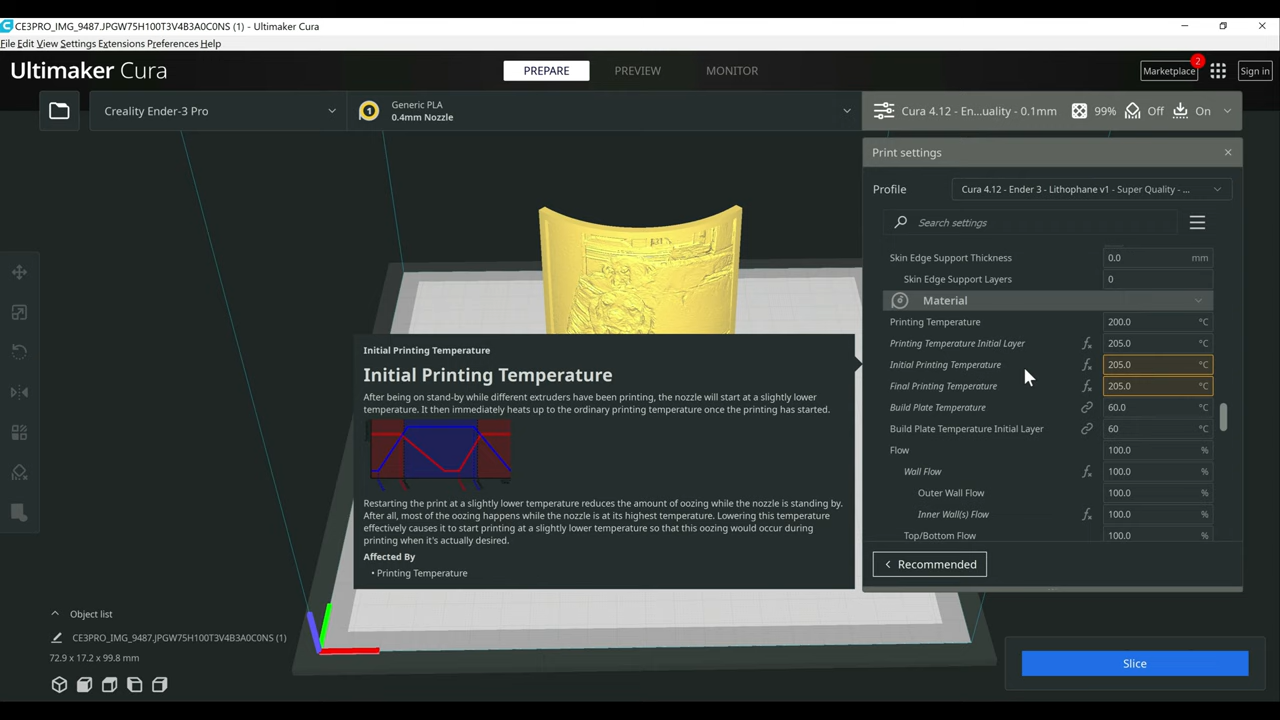 CE3PRO_IMG_9487.JPGW75H100T3V4B3A0C0NS (1) - Ultimaker Cura
File Edit View Settings Extensions Preferences Help
Ultimaker Cura
PREPARE
PREVIEW
MONITOR
Marketplace
2
Sign in
Creality Ender-3 Pro
1
Generic PLA
0.4mm Nozzle
Cura 4.12 - En...uality - 0.1mm
99%
Off
On
Print settings
Profile
Cura 4.12 - Ender 3 - Lithophane v1 - Super Quality - ...
Search settings
Skin Edge Support Thickness 0.0 mm
Skin Edge Support Layers 0
Material
Printing Temperature 200.0 °C
Printing Temperature Initial Layer 205.0 °C
Initial Printing Temperature 205.0 °C
Final Printing Temperature 205.0 °C
Build Plate Temperature 60.0 °C
Build Plate Temperature Initial Layer 60 °C
Flow 100.0 %
Wall Flow 100.0 %
Outer Wall Flow 100.0 %
Inner Wall(s) Flow 100.0 %
Top/Bottom Flow 100.0 %
Recommended
Initial Printing Temperature
Initial Printing Temperature
After being on stand-by while different extruders have been printing, the nozzle will start at a slightly lower
temperature. It then immediately heats up to the ordinary printing temperature once the printing has started.
Restarting the print at a slightly lower temperature reduces the amount of oozing while the nozzle is standing by.
After all, most of the oozing happens while the nozzle is at its highest temperature. Lowering this temperature
effectively causes it to start printing at a slightly lower temperature so that this oozing would occur during
printing when it's actually desired.
Affected By
• Printing Temperature
Object list
CE3PRO_IMG_9487.JPGW75H100T3V4B3A0C0NS (1)
72.9 x 17.2 x 99.8 mm
Slice